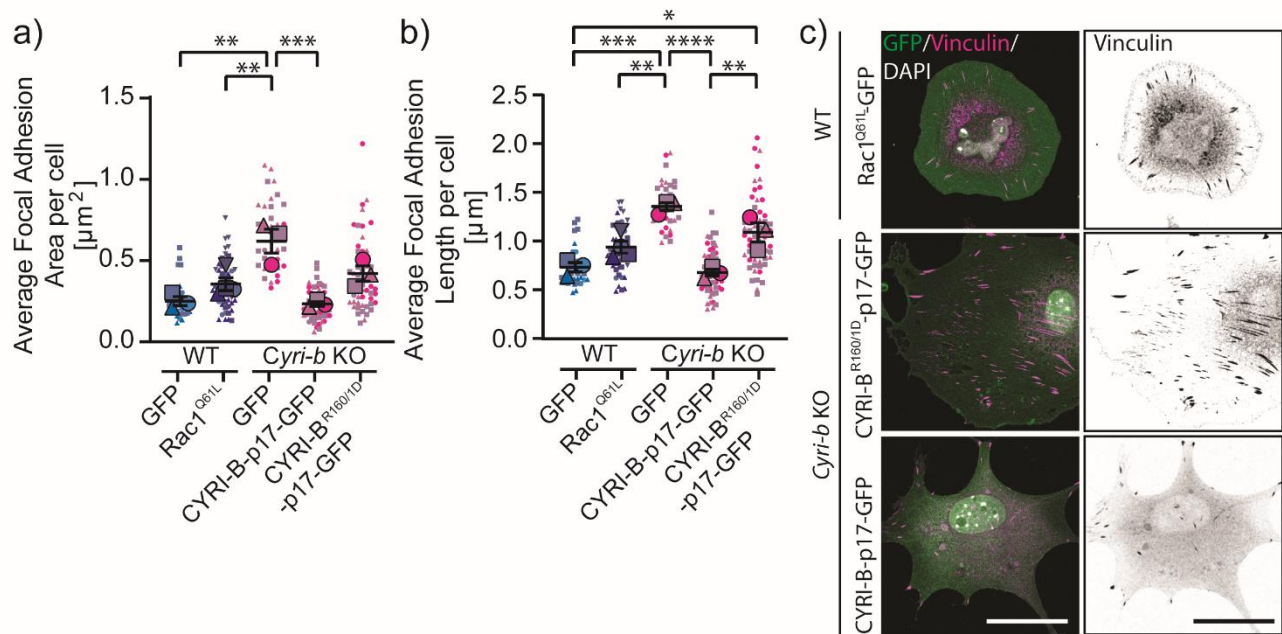 a)
** ***
**
Average Focal Adhesion
Area per cell
[µm²]
1.5
1.0
0.5
0.0
WT Cyri-b KO
GFP
Rac1Q61L
GFP
CYRI-B-p17-GFP
CYRI-BR160/1D
-p17-GFP
b)
*
*** ****
** **
Average Focal Adhesion
Length per cell
[µm]
2.5
2.0
1.5
1.0
0.5
0.0
WT Cyri-b KO
GFP
Rac1Q61L
GFP
CYRI-B-p17-GFP
CYRI-BR160/1D
-p17-GFP
c)
WT
Rac1Q61L-GFP
GFP/Vinculin/
DAPI
Vinculin
Cyri-b KO
CYRI-BR160/1D-p17-GFP
CYRI-B-p17-GFP